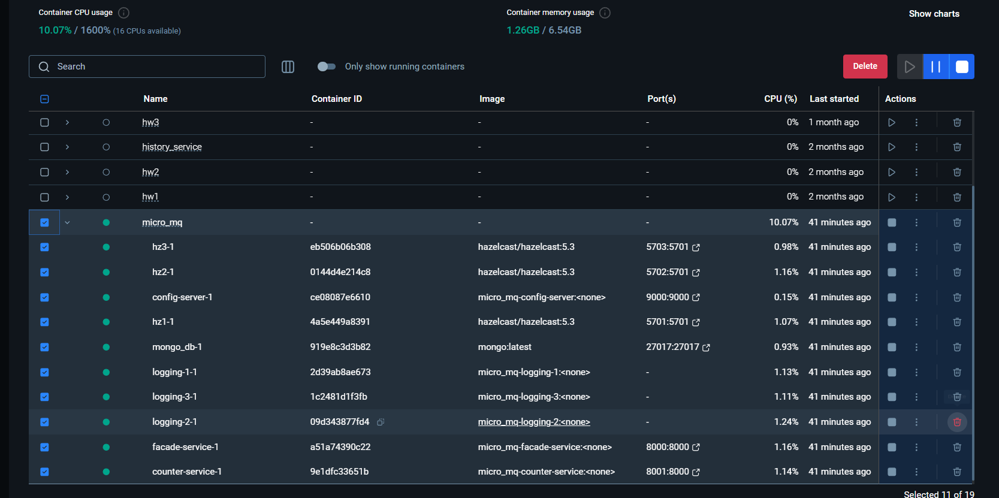 Container CPU usage
10.07% / 1600% (16 CPUs available)
Container memory usage
1.26GB / 6.54GB
Show charts
Search
Only show running containers
Delete
Name Container ID Image Port(s) CPU (%) Last started Actions
hw3 - - - 0% 1 month ago
history_service - - - 0% 2 months ago
hw2 - - - 0% 2 months ago
hw1 - - - 0% 2 months ago
micro_mq - - - 10.07% 41 minutes ago
hz3-1 eb506b06b308 hazelcast/hazelcast:5.3 5703:5701 0.98% 41 minutes ago
hz2-1 0144d4e214c8 hazelcast/hazelcast:5.3 5702:5701 1.16% 41 minutes ago
config-server-1 ce08087e6610 micro_mq-config-server:<none> 9000:9000 0.15% 41 minutes ago
hz1-1 4a5e449a8391 hazelcast/hazelcast:5.3 5701:5701 1.07% 41 minutes ago
mongo_db-1 919e8c3d3b82 mongo:latest 27017:27017 0.93% 41 minutes ago
logging-1-1 2d39ab8ae673 micro_mq-logging-1:<none> - 1.13% 41 minutes ago
logging-3-1 1c2481d1f3fb micro_mq-logging-3:<none> - 1.11% 41 minutes ago
logging-2-1 09d343877fd4 micro_mq-logging-2:<none> - 1.24% 41 minutes ago
facade-service-1 a51a74390c22 micro_mq-facade-service:<none> 8000:8000 1.16% 41 minutes ago
counter-service-1 9e1dfc33651b micro_mq-counter-service:<none> 8001:8000 1.14% 41 minutes ago
Selected 11 of 19